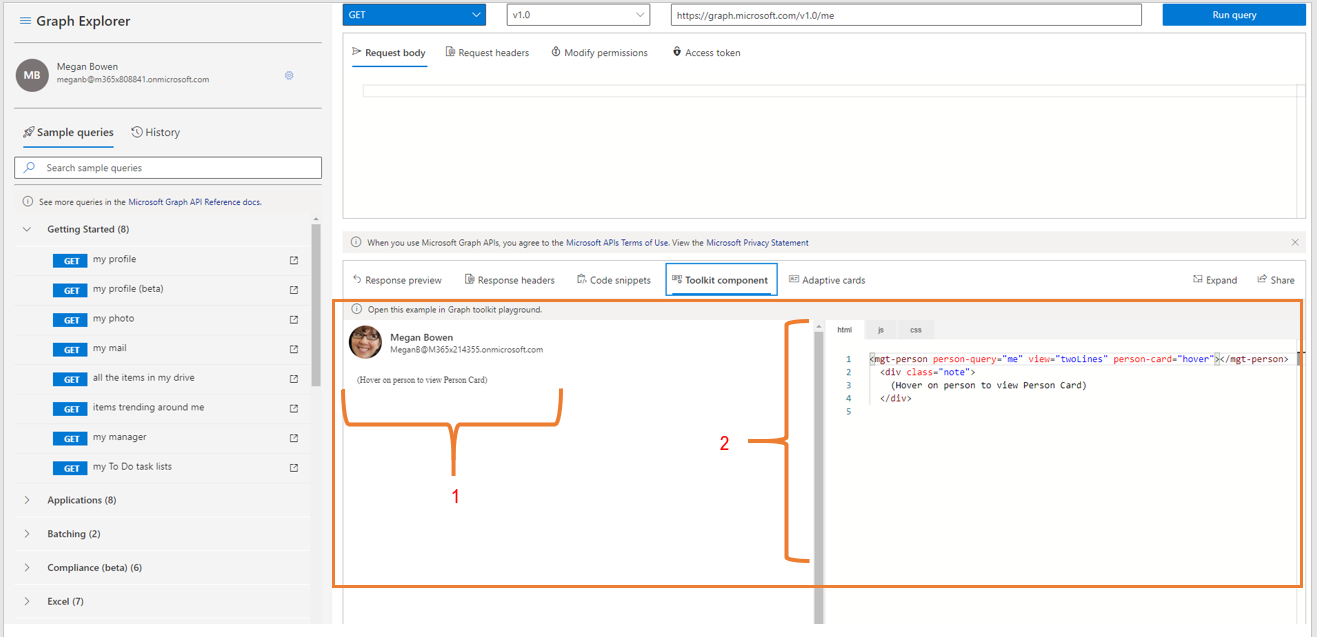 Graph Explorer
MB
Megan Bowen
meganb@m365x808841.onmicrosoft.com
Sample queries
History
Search sample queries
See more queries in the Microsoft Graph API Reference docs.
Getting Started (8)
GET my profile
GET my profile (beta)
GET my photo
GET my mail
GET all the items in my drive
GET items trending around me
GET my manager
GET my To Do task lists
Applications (8)
Batching (2)
Compliance (beta) (6)
Excel (7)
GET
v1.0
https://graph.microsoft.com/v1.0/me
Run query
Request body
Request headers
Modify permissions
Access token
When you use Microsoft Graph APIs, you agree to the Microsoft APIs Terms of Use. View the Microsoft Privacy Statement
Response preview
Response headers
Code snippets
Toolkit component
Adaptive cards
Expand
Share
Open this example in Graph toolkit playground.
Megan Bowen
MeganB@M365x214355.onmicrosoft.com
(Hover on person to view Person Card)
1
2
html
js
css
1 <mgt-person person-query="me" view="twoLines" person-card="hover"></mgt-person>
2 <div class="note">
3 (Hover on person to view Person Card)
4 </div>
5